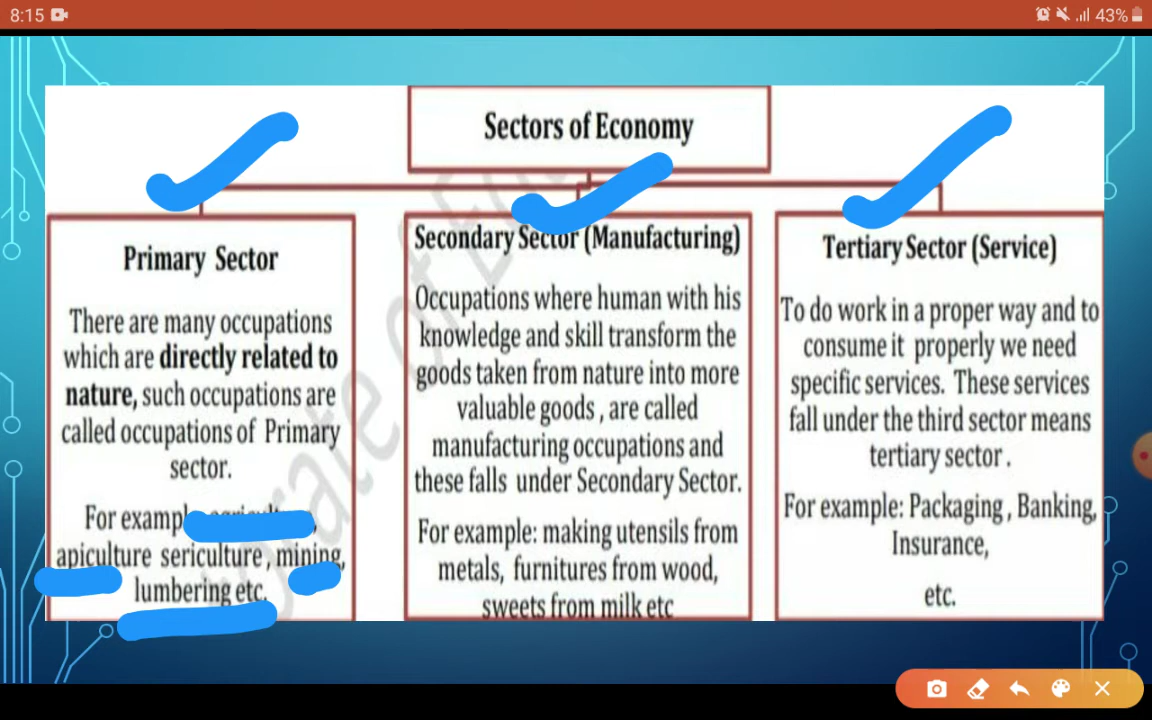 8:15
43%
Sectors of Economy
Primary Sector
There are many occupations
which are directly related to
nature, such occupations are
called occupations of Primary
sector.
For example
apiculture sericulture, mining,
lumbering etc.
Secondary Sector (Manufacturing)
Occupations where human with his
knowledge and skill transform the
goods taken from nature into more
valuable goods , are called
manufacturing occupations and
these falls under Secondary Sector.
For example: making utensils from
metals, furnitures from wood,
sweets from milk etc
Tertiary Sector (Service)
To do work in a proper way and to
consume it properly we need
specific services. These services
fall under the third sector means
tertiary sector .
For example: Packaging , Banking,
Insurance,
etc.